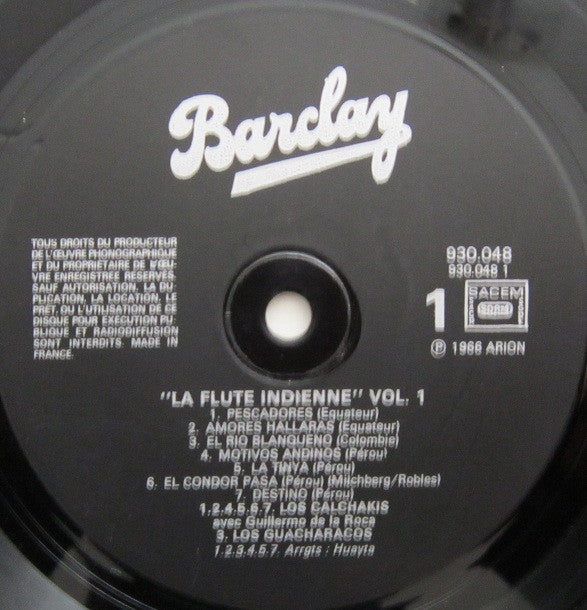 Barclay
TOUS DROITS DU PRODUCTEUR
DE L'ŒUVRE PHONOGRAPHIQUE
ET DU PROPRIETAIRE DE L'ŒU-
VRE ENREGISTREE RESERVES.
SAUF AUTORISATION, LA DU-
PLICATION, LA LOCATION, LE
PRET, OU L'UTILISATION DE CE
DISQUE POUR EXECUTION PU-
BLIQUE ET RADIODIFFUSION
SONT INTERDITS. MADE IN
FRANCE.
930.048
930.048 1
1
SACEM
SDRM
Ⓟ 1966 ARION
"LA FLUTE INDIENNE" VOL. 1
1. PESCADORES (Equateur)
2. AMORES HALLARAS (Equateur)
3. EL RIO BLANQUENO (Colombie)
4. MOTIVOS ANDINOS (Pérou)
5. LA TINYA (Pérou)
6. EL CONDOR PASA (Pérou) (Milchberg/Robles)
7. DESTINO (Pérou)
1.2.4.5.6.7. LOS CALCHAKIS
avec Guillermo de la Roca
3. LOS GUACHARACOS
1.2.3.4.5.7. Arrgts : Huayta